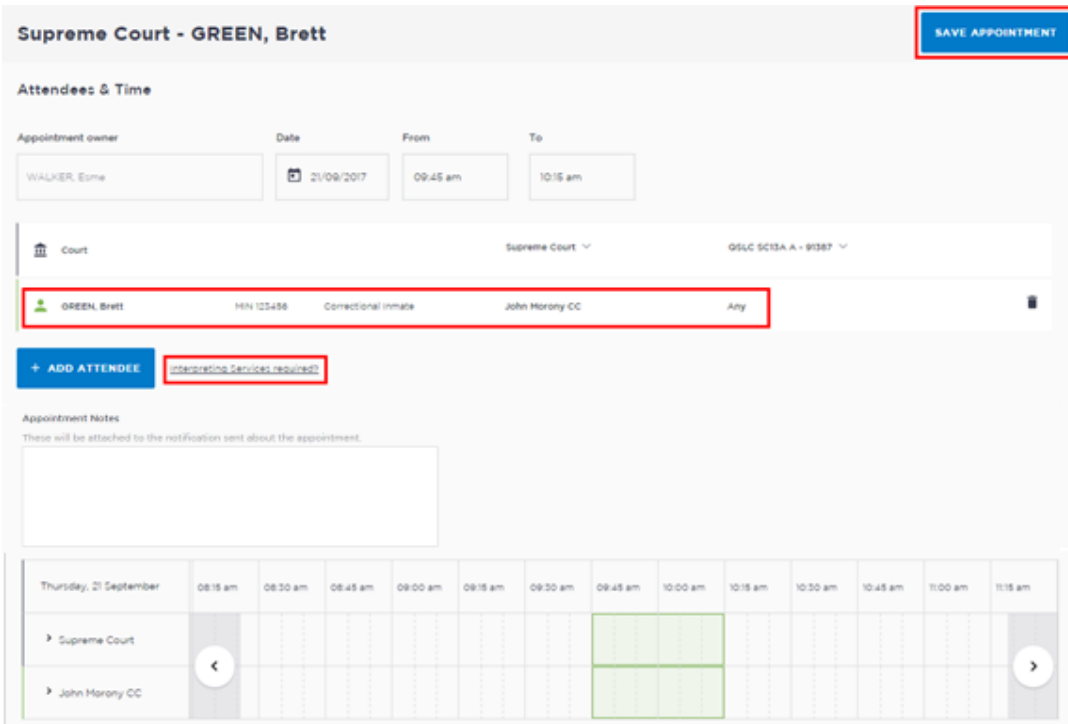 Supreme Court - GREEN, Brett
SAVE APPOINTMENT
Attendees & Time
Appointment owner Date From To
WALKER, Esme 21/09/2017 09:45 am 10:15 am
Court Supreme Court QSLC SC13A A - 91387
GREEN, Brett MIN 123456 Correctional Inmate John Morony CC Any
+ ADD ATTENDEE Interpreting Services required?
Appointment Notes
These will be attached to the notification sent about the appointment.
Thursday, 21 September 08:15 am 08:30 am 08:45 am 09:00 am 09:15 am 09:30 am 09:45 am 10:00 am 10:15 am 10:30 am 10:45 am 11:00 am 11:15 am
Supreme Court
John Morony CC